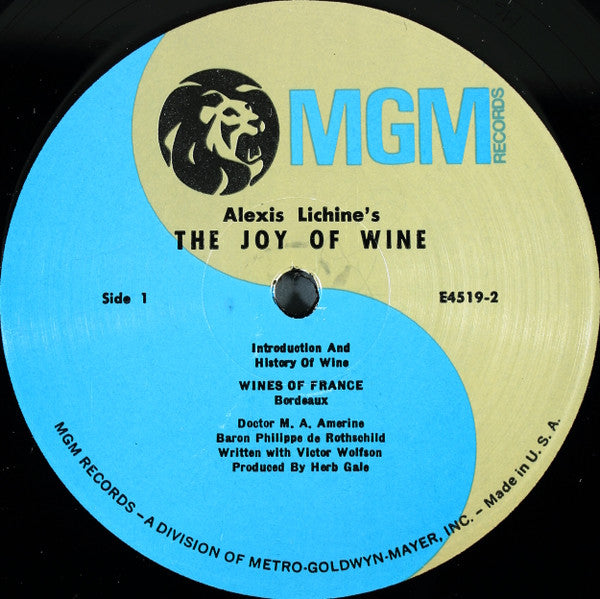 MGM
RECORDS
Alexis Lichine's
THE JOY OF WINE
Side 1
E4519-2
Introduction And
History Of Wine
WINES OF FRANCE
Bordeaux
Doctor M. A. Amerine
Baron Philippe de Rothschild
Written with Victor Wolfson
Produced By Herb Gale
MGM RECORDS – A DIVISION OF METRO-GOLDWYN-MAYER, INC. – Made in U. S. A.